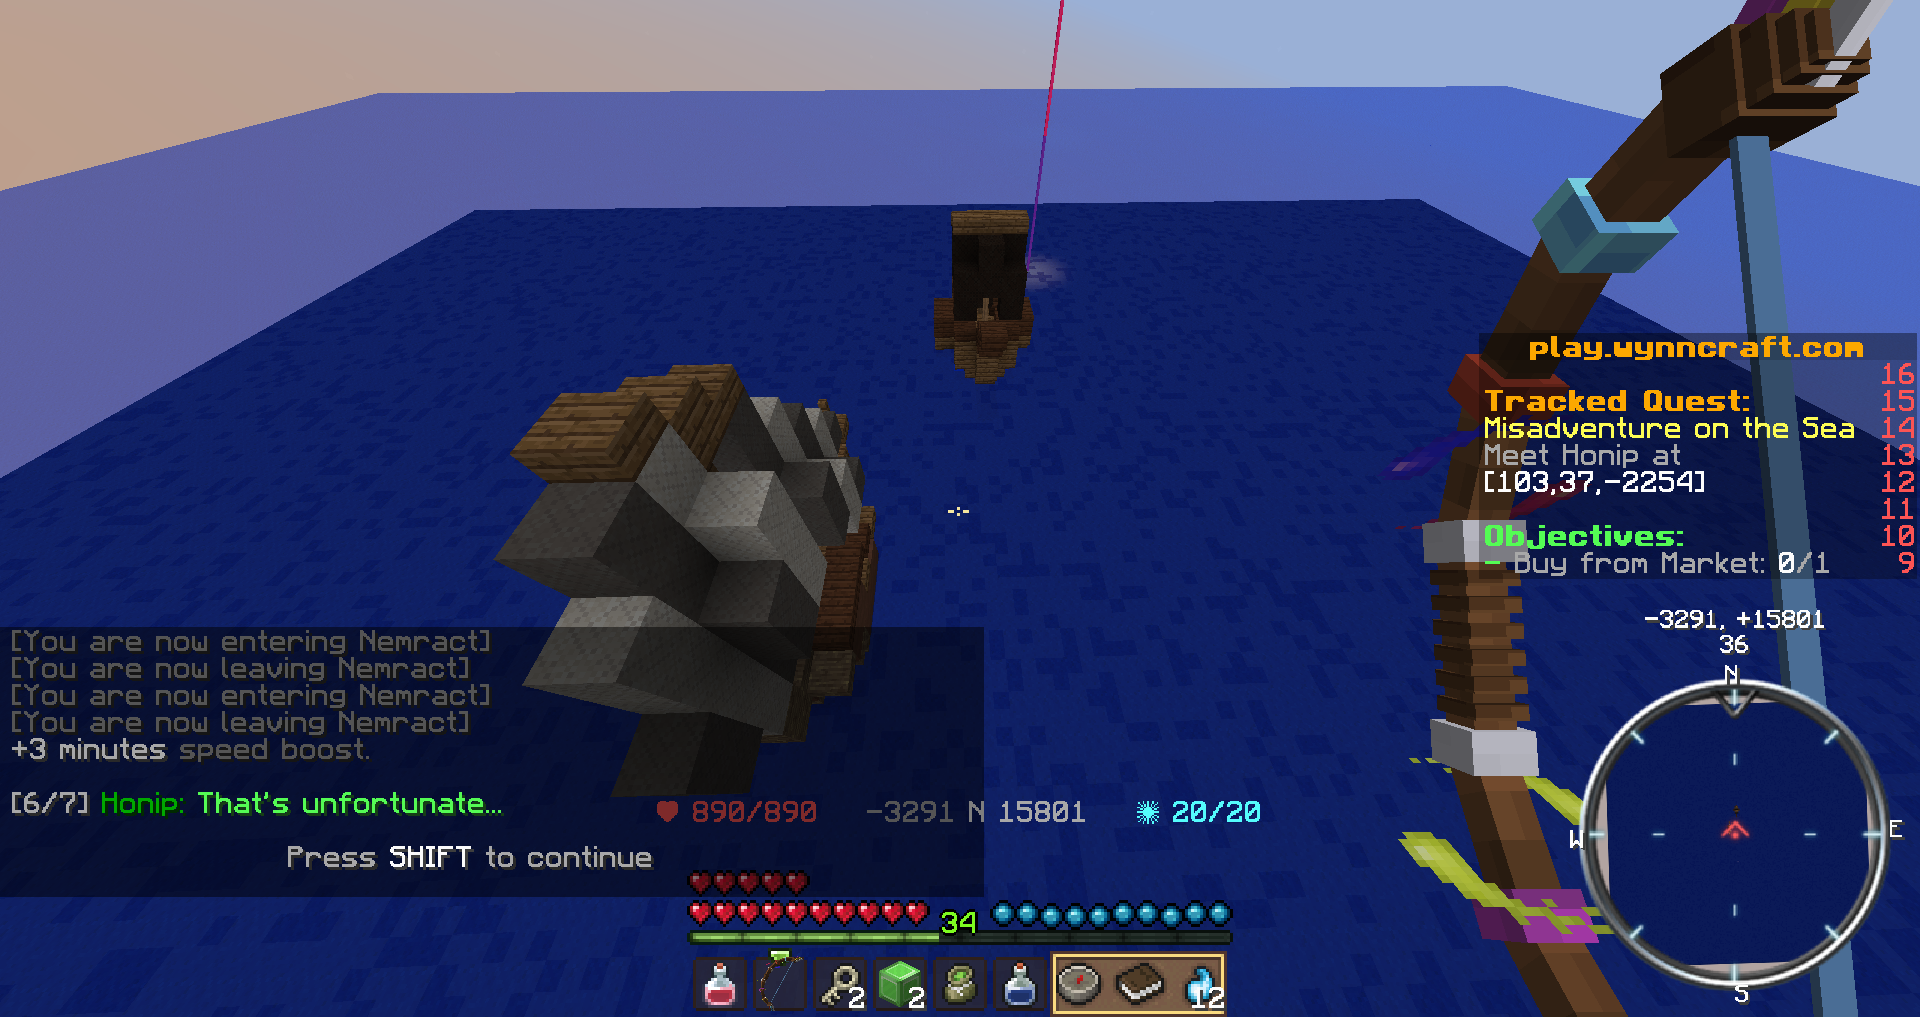 play.wynncraft.com
16
Tracked Quest: 15
Misadventure on the Sea 14
Meet Honip at 13
[103,37,-2254] 12
11
Objectives: 10
- Buy from Market: 0/1 9
-3291, +15801
36
N
W
E
S
[You are now entering Nemract]
[You are now leaving Nemract]
[You are now entering Nemract]
[You are now leaving Nemract]
+3 minutes speed boost.
[6/7] Honip: That's unfortunate...
Press SHIFT to continue
890/890 -3291 N 15801 20/20
34
2 2 12